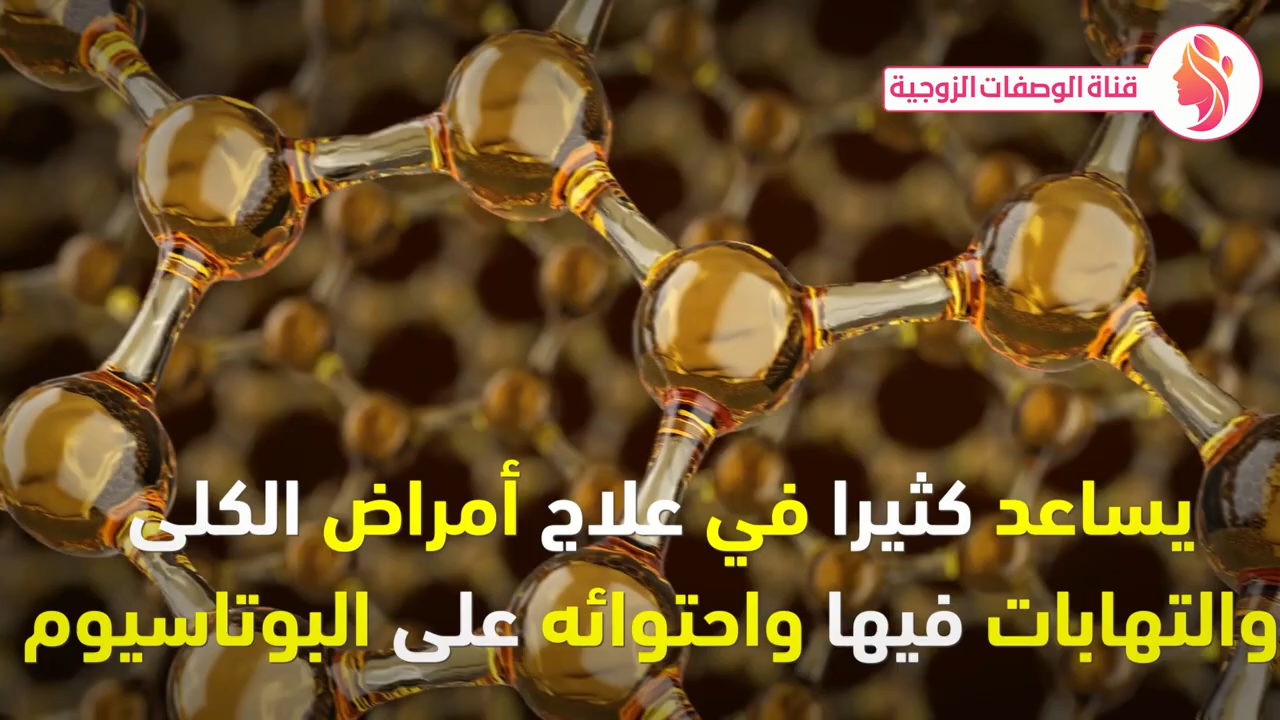 قناة الوصفات الزوجية
يساعد كثيرا في علاج أمراض الكلى
والتهابات فيها واحتوائه على البوتاسيوم